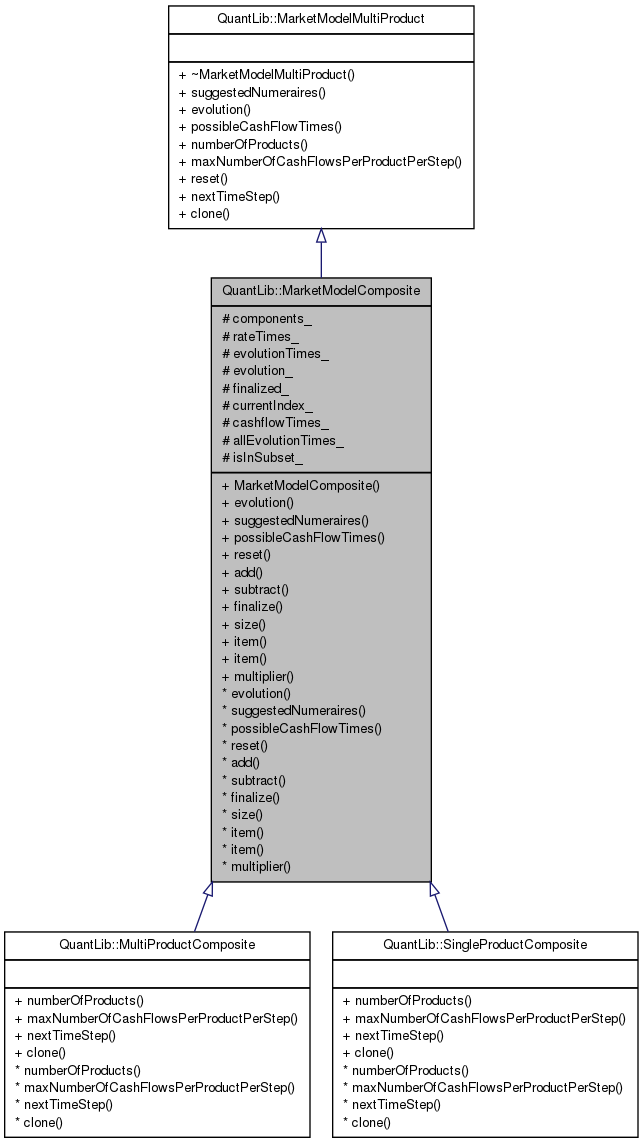 QuantLib::MarketModelMultiProduct
+ ~MarketModelMultiProduct()
+ suggestedNumeraires()
+ evolution()
+ possibleCashFlowTimes()
+ numberOfProducts()
+ maxNumberOfCashFlowsPerProductPerStep()
+ reset()
+ nextTimeStep()
+ clone()
QuantLib::MarketModelComposite
# components_
# rateTimes_
# evolutionTimes_
# evolution_
# finalized_
# currentIndex_
# cashflowTimes_
# allEvolutionTimes_
# isInSubset_
+ MarketModelComposite()
+ evolution()
+ suggestedNumeraires()
+ possibleCashFlowTimes()
+ reset()
+ add()
+ subtract()
+ finalize()
+ size()
+ item()
+ item()
+ multiplier()
* evolution()
* suggestedNumeraires()
* possibleCashFlowTimes()
* reset()
* add()
* subtract()
* finalize()
* size()
* item()
* item()
* multiplier()
QuantLib::MultiProductComposite
+ numberOfProducts()
+ maxNumberOfCashFlowsPerProductPerStep()
+ nextTimeStep()
+ clone()
* numberOfProducts()
* maxNumberOfCashFlowsPerProductPerStep()
* nextTimeStep()
* clone()
QuantLib::SingleProductComposite
+ numberOfProducts()
+ maxNumberOfCashFlowsPerProductPerStep()
+ nextTimeStep()
+ clone()
* numberOfProducts()
* maxNumberOfCashFlowsPerProductPerStep()
* nextTimeStep()
* clone()